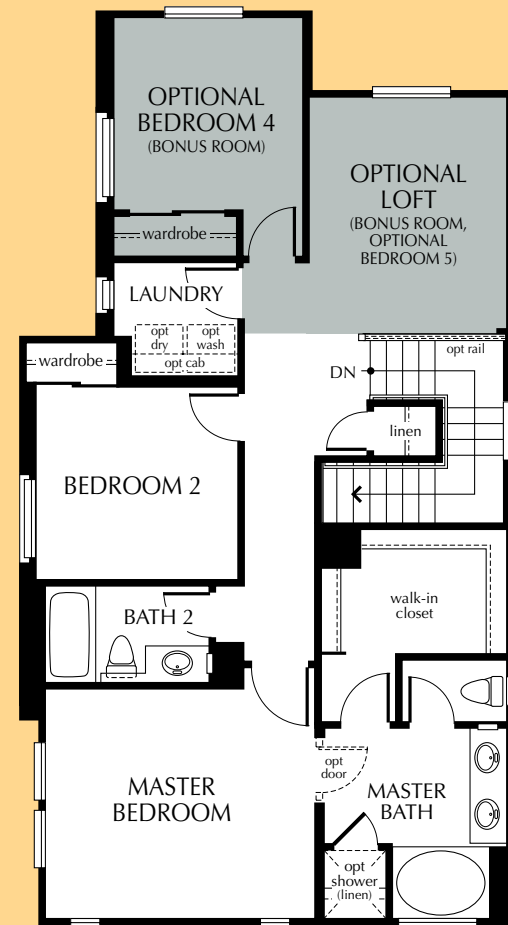 OPTIONAL
BEDROOM 4
(BONUS ROOM)
OPTIONAL
LOFT
(BONUS ROOM,
OPTIONAL
BEDROOM 5)
wardrobe
LAUNDRY
opt
dry
opt
wash
opt cab
opt rail
wardrobe
DN
linen
BEDROOM 2
walk-in
closet
BATH 2
opt
door
MASTER
BEDROOM
MASTER
BATH
opt
shower
(linen)